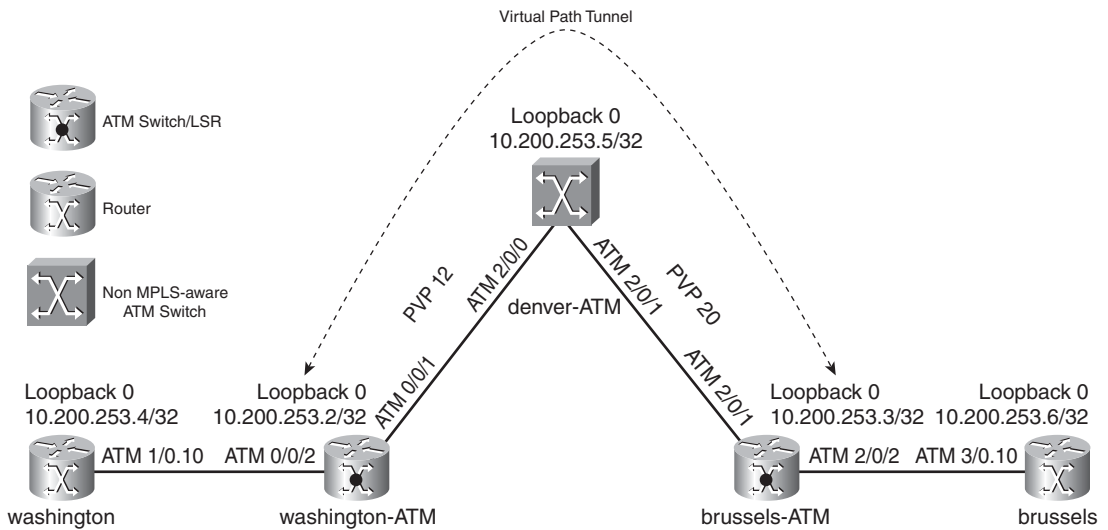 Virtual Path Tunnel
ATM Switch/LSR
Router
Non MPLS-aware
ATM Switch
Loopback 0
10.200.253.5/32
denver-ATM
PVP 12
ATM 2/0/0
ATM 0/0/1
ATM 2/0/1
PVP 20
ATM 2/0/1
Loopback 0
10.200.253.4/32
Loopback 0
10.200.253.2/32
Loopback 0
10.200.253.3/32
Loopback 0
10.200.253.6/32
ATM 1/0.10
ATM 0/0/2
ATM 2/0/2
ATM 3/0.10
washington
washington-ATM
brussels-ATM
brussels